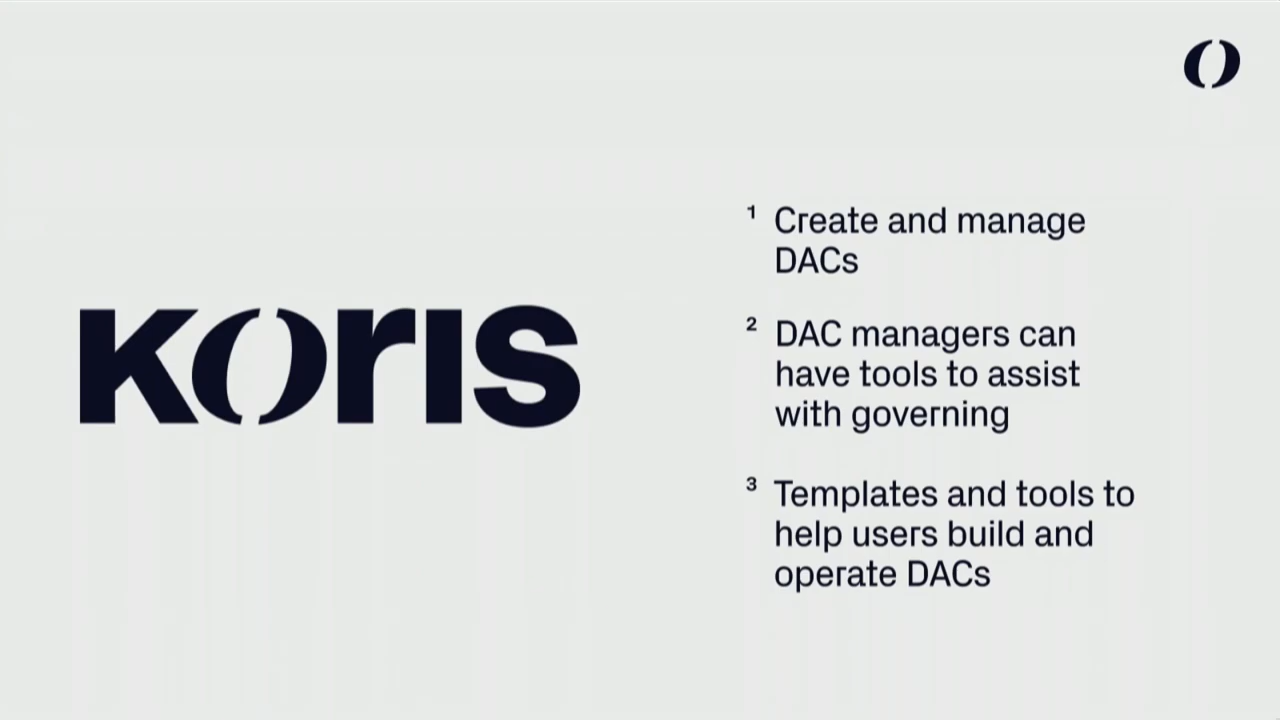 KOrIS
1 Create and manage
DACs
2 DAC managers can
have tools to assist
with governing
3 Templates and tools to
help users build and
operate DACs